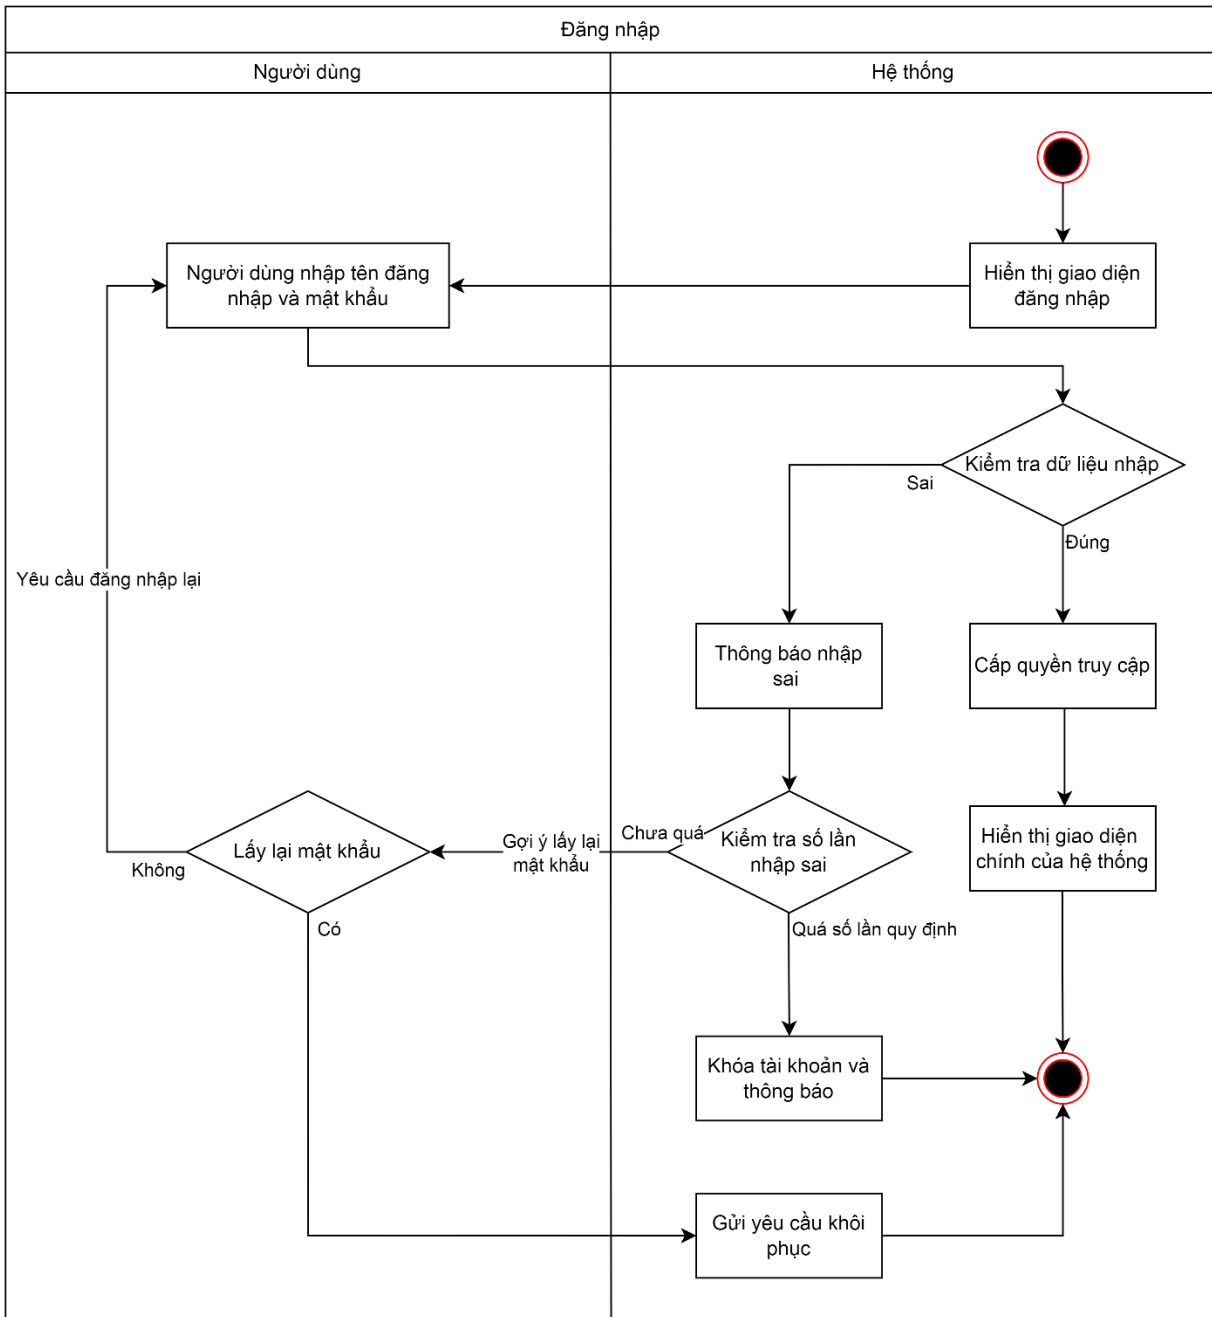 Đăng nhập
Người dùng
Hệ thống
Người dùng nhập tên đăng
nhập và mật khẩu
Hiển thị giao diện
đăng nhập
Kiểm tra dữ liệu nhập
Sai
Đúng
Yêu cầu đăng nhập lại
Thông báo nhập
sai
Cấp quyền truy cập
Lấy lại mật khẩu
Không
Có
Gợi ý lấy lại
mật khẩu
Chưa quá
Kiểm tra số lần
nhập sai
Hiển thị giao diện
chính của hệ thống
Quá số lần quy định
Khóa tài khoản và
thông báo
Gửi yêu cầu khôi
phục